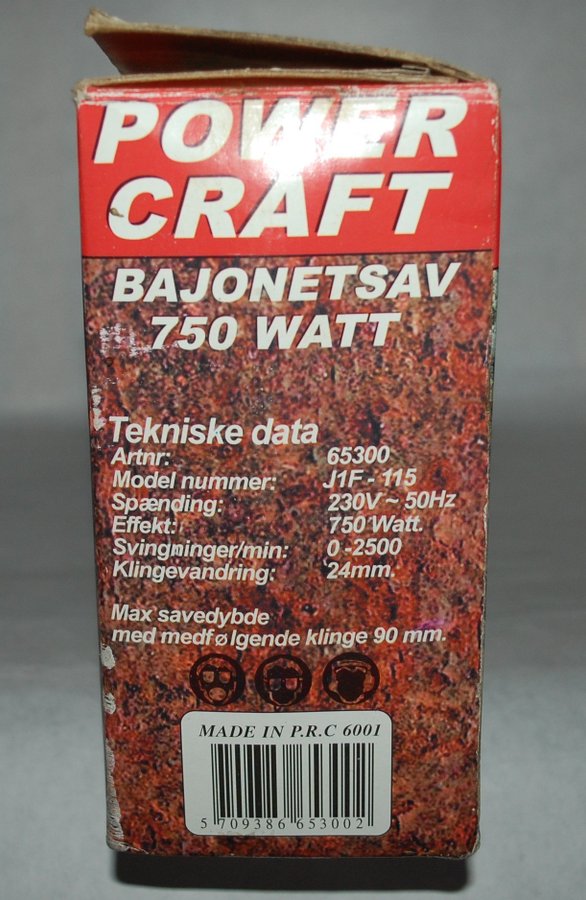 POWER
CRAFT
BAJONETSAV
750 WATT
Tekniske data
Artnr: 65300
Model nummer: J1F - 115
Spænding: 230V ~ 50Hz
Effekt: 750 Watt.
Svingninger/min: 0 -2500
Klingevandring: 24mm.
Max savedybde
med medfølgende klinge 90 mm.
MADE IN P.R.C 6001
5 709386 653002